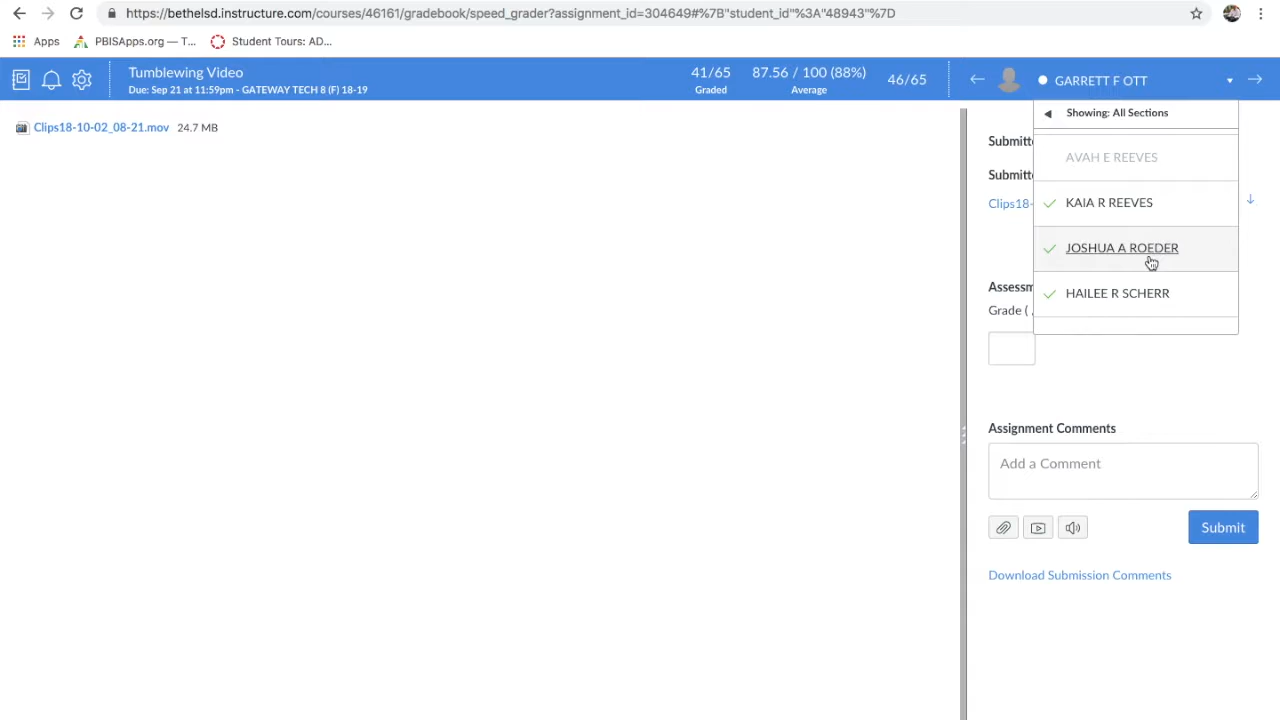 https://bethelsd.instructure.com/courses/46161/gradebook/speed_grader?assignment_id=304649#%7B"student_id"%3A"48943"%7D
Apps PBISApps.org — T... Student Tours: AD...
Tumblewing Video
Due: Sep 21 at 11:59pm - GATEWAY TECH 8 (F) 18-19
41/65
Graded
87.56 / 100 (88%)
Average
46/65
GARRETT F OTT
Showing: All Sections
Clips18-10-02_08-21.mov 24.7 MB
Submitte
AVAH E REEVES
Submitte
Clips18-
KAIA R REEVES
JOSHUA A ROEDER
Assessm
HAILEE R SCHERR
Grade (
Assignment Comments
Add a Comment
Submit
Download Submission Comments